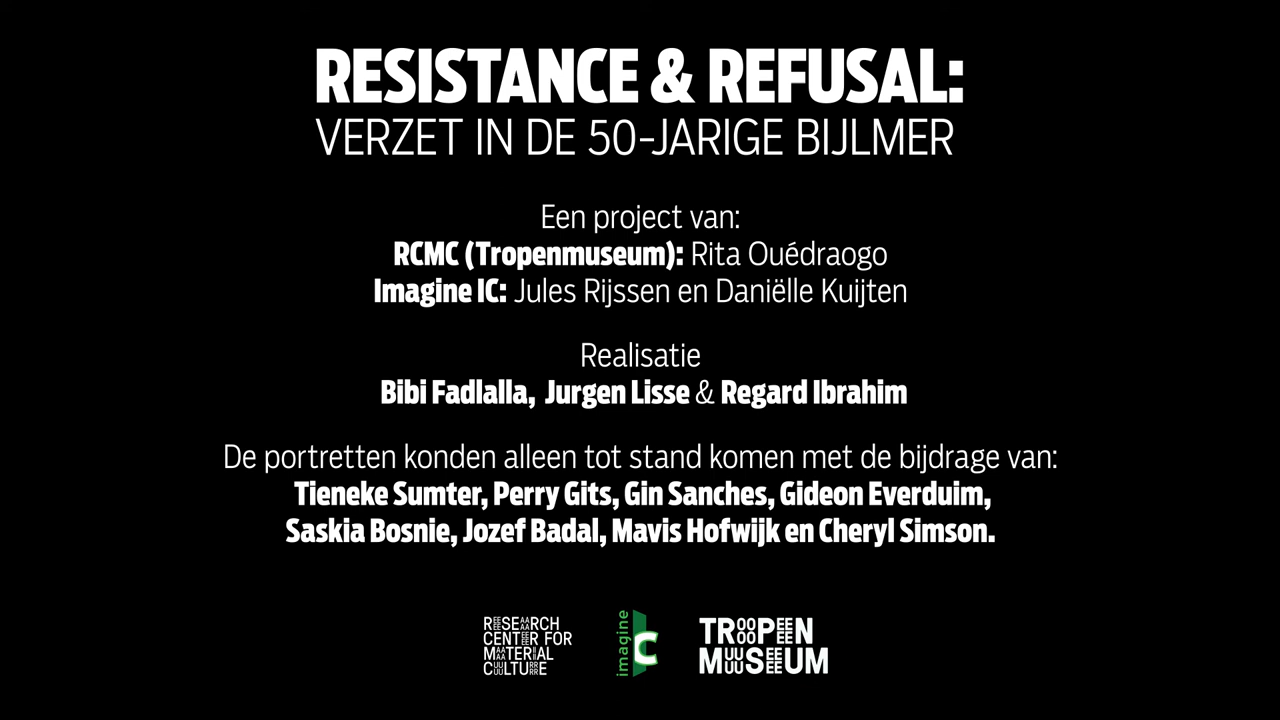 RESISTANCE & REFUSAL:
VERZET IN DE 50-JARIGE BIJLMER
Een project van:
RCMC (Tropenmuseum): Rita Ouédraogo
Imagine IC: Jules Rijssen en Daniëlle Kuijten
Realisatie
Bibi Fadlalla, Jurgen Lisse & Regard Ibrahim
De portretten konden alleen tot stand komen met de bijdrage van:
Tieneke Sumter, Perry Gits, Gin Sanches, Gideon Everduim,
Saskia Bosnie, Jozef Badal, Mavis Hofwijk en Cheryl Simson.
RESEARCH
CENTER FOR
MATERIAL
CULTURE
imagine IC
TROPEN
MUSEUM